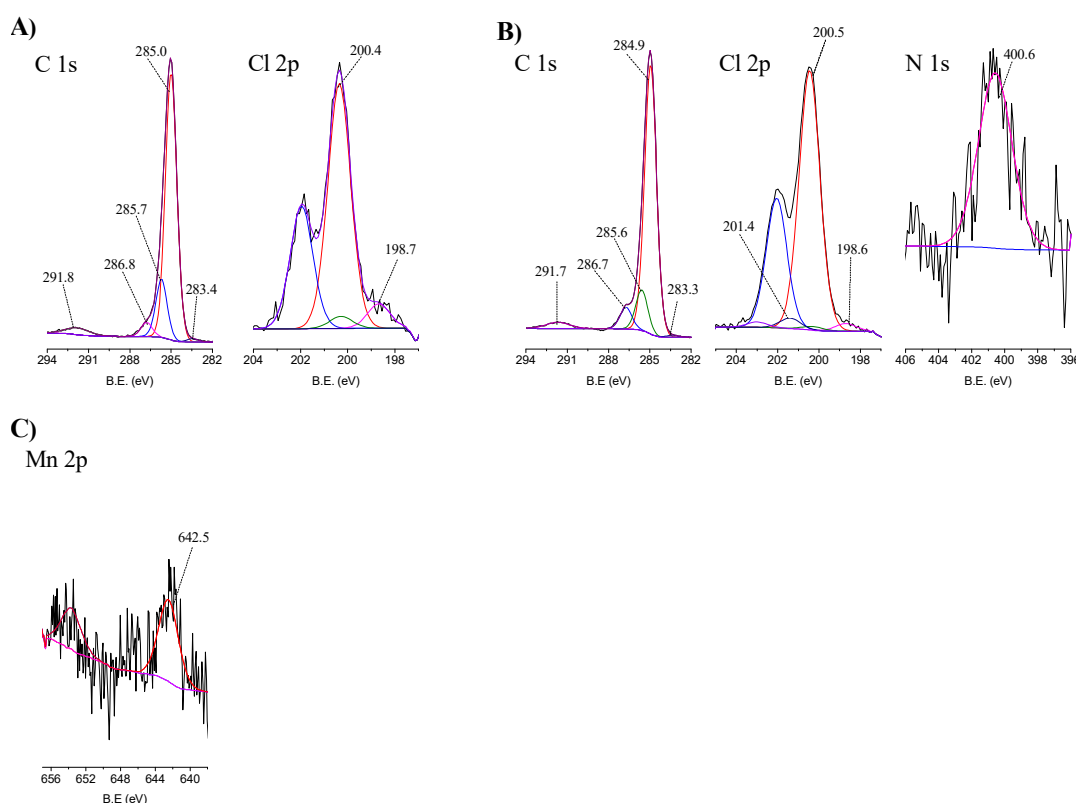 A)
C 1s
285.0
285.7
286.8
291.8
283.4
294 291 288 285 282
B.E. (eV)
Cl 2p
200.4
198.7
204 202 200 198
B.E. (eV)
B)
C 1s
284.9
285.6
286.7
291.7
283.3
294 291 288 285 282
B.E (eV)
Cl 2p
200.5
201.4
198.6
204 202 200 198
B.E. (eV)
N 1s
400.6
406 404 402 400 398 396
B.E. (eV)
C)
Mn 2p
642.5
656 652 648 644 640
B.E (eV)